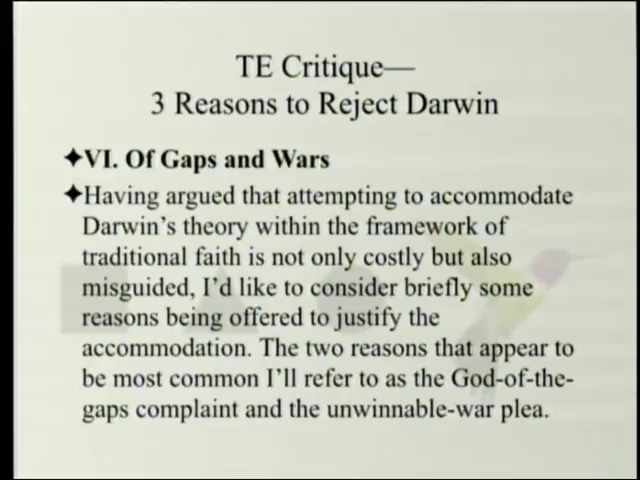 TE Critique—
3 Reasons to Reject Darwin
VI. Of Gaps and Wars
Having argued that attempting to accommodate
Darwin's theory within the framework of
traditional faith is not only costly but also
misguided, I'd like to consider briefly some
reasons being offered to justify the
accommodation. The two reasons that appear to
be most common I'll refer to as the God-of-the-
gaps complaint and the unwinnable-war plea.